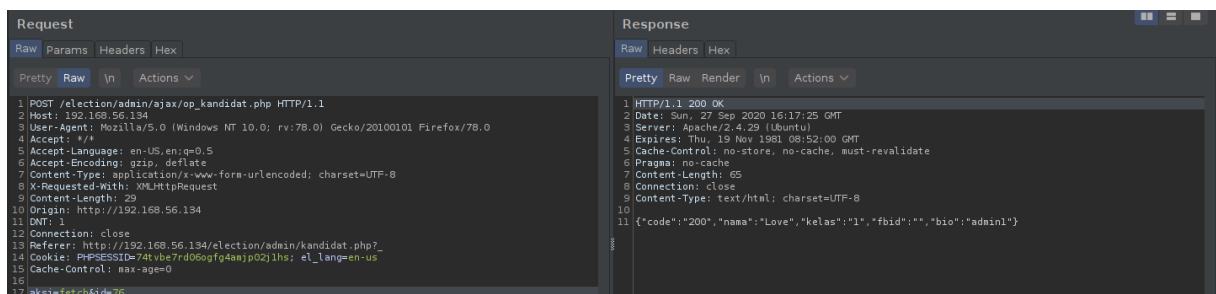 Request
Raw Params Headers Hex
Pretty Raw \n Actions
1 POST /election/admin/ajax/op_kandidat.php HTTP/1.1
2 Host: 192.168.56.134
3 User-Agent: Mozilla/5.0 (Windows NT 10.0; rv:78.0) Gecko/20100101 Firefox/78.0
4 Accept: */*
5 Accept-Language: en-US,en;q=0.5
6 Accept-Encoding: gzip, deflate
7 Content-Type: application/x-www-form-urlencoded; charset=UTF-8
8 X-Requested-With: XMLHttpRequest
9 Content-Length: 29
10 Origin: http://192.168.56.134
11 DNT: 1
12 Connection: close
13 Referer: http://192.168.56.134/election/admin/kandidat.php?_
14 Cookie: PHPSESSID=74tvbe7rd06ogfg4amjp02j1hs; el_lang=en-us
15 Cache-Control: max-age=0
16
17 aksi=fetch&id=76
Response
Raw Headers Hex
Pretty Raw Render \n Actions
1 HTTP/1.1 200 OK
2 Date: Sun, 27 Sep 2020 16:17:25 GMT
3 Server: Apache/2.4.29 (Ubuntu)
4 Expires: Thu, 19 Nov 1981 08:52:00 GMT
5 Cache-Control: no-store, no-cache, must-revalidate
6 Pragma: no-cache
7 Content-Length: 65
8 Connection: close
9 Content-Type: text/html; charset=UTF-8
10
11 {"code":"200","nama":"Love","kelas":"1","fbid":"","bio":"admin1"}